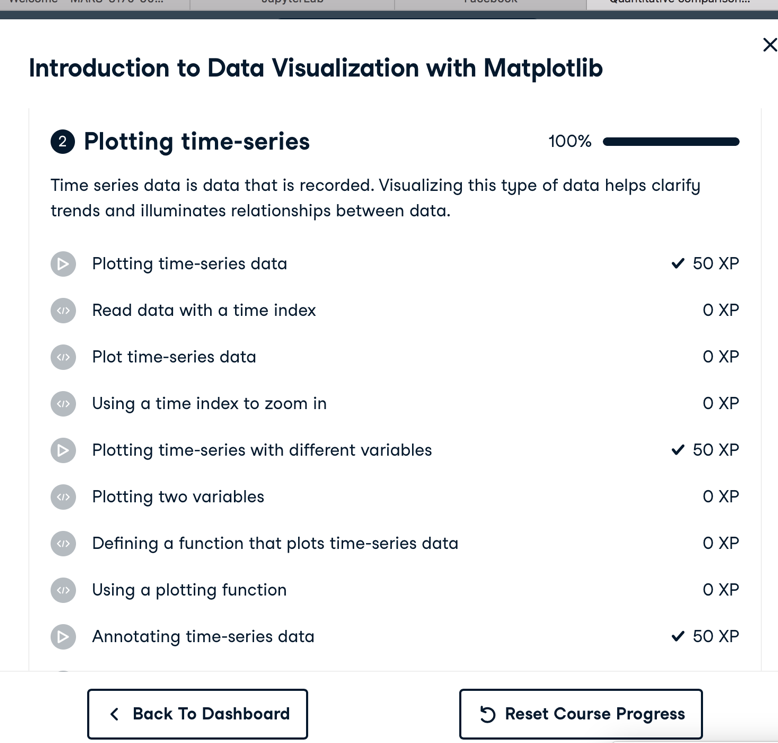 Introduction to Data Visualization with Matplotlib
2 Plotting time-series 100%
Time series data is data that is recorded. Visualizing this type of data helps clarify
trends and illuminates relationships between data.
Plotting time-series data 50 XP
Read data with a time index 0 XP
Plot time-series data 0 XP
Using a time index to zoom in 0 XP
Plotting time-series with different variables 50 XP
Plotting two variables 0 XP
Defining a function that plots time-series data 0 XP
Using a plotting function 0 XP
Annotating time-series data 50 XP
Back To Dashboard Reset Course Progress